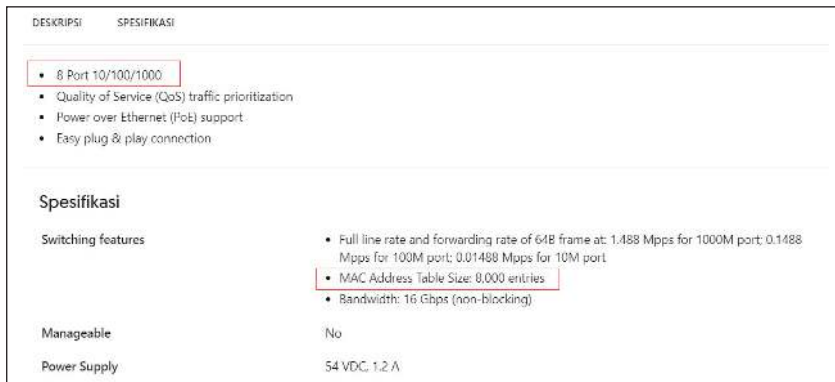 DESKRIPSI SPESIFIKASI
• 8 Port 10/100/1000
• Quality of Service (QoS) traffic prioritization
• Power over Ethernet (PoE) support
• Easy plug & play connection
Spesifikasi
Switching features
• Full line rate and forwarding rate of 64B frame at: 1.488 Mpps for 1000M port; 0.1488
Mpps for 100M port; 0.01488 Mpps for 10M port
• MAC Address Table Size: 8,000 entries
• Bandwidth: 16 Gbps (non-blocking)
Manageable No
Power Supply 54 VDC, 1.2 A